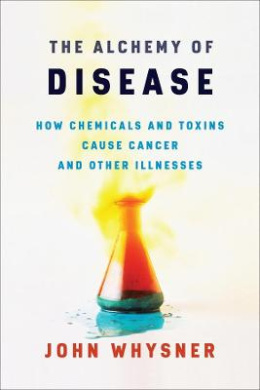 THE ALCHEMY OF
DISEASE
HOW CHEMICALS AND TOXINS
CAUSE CANCER
AND OTHER ILLNESSES
JOHN WHYSNER